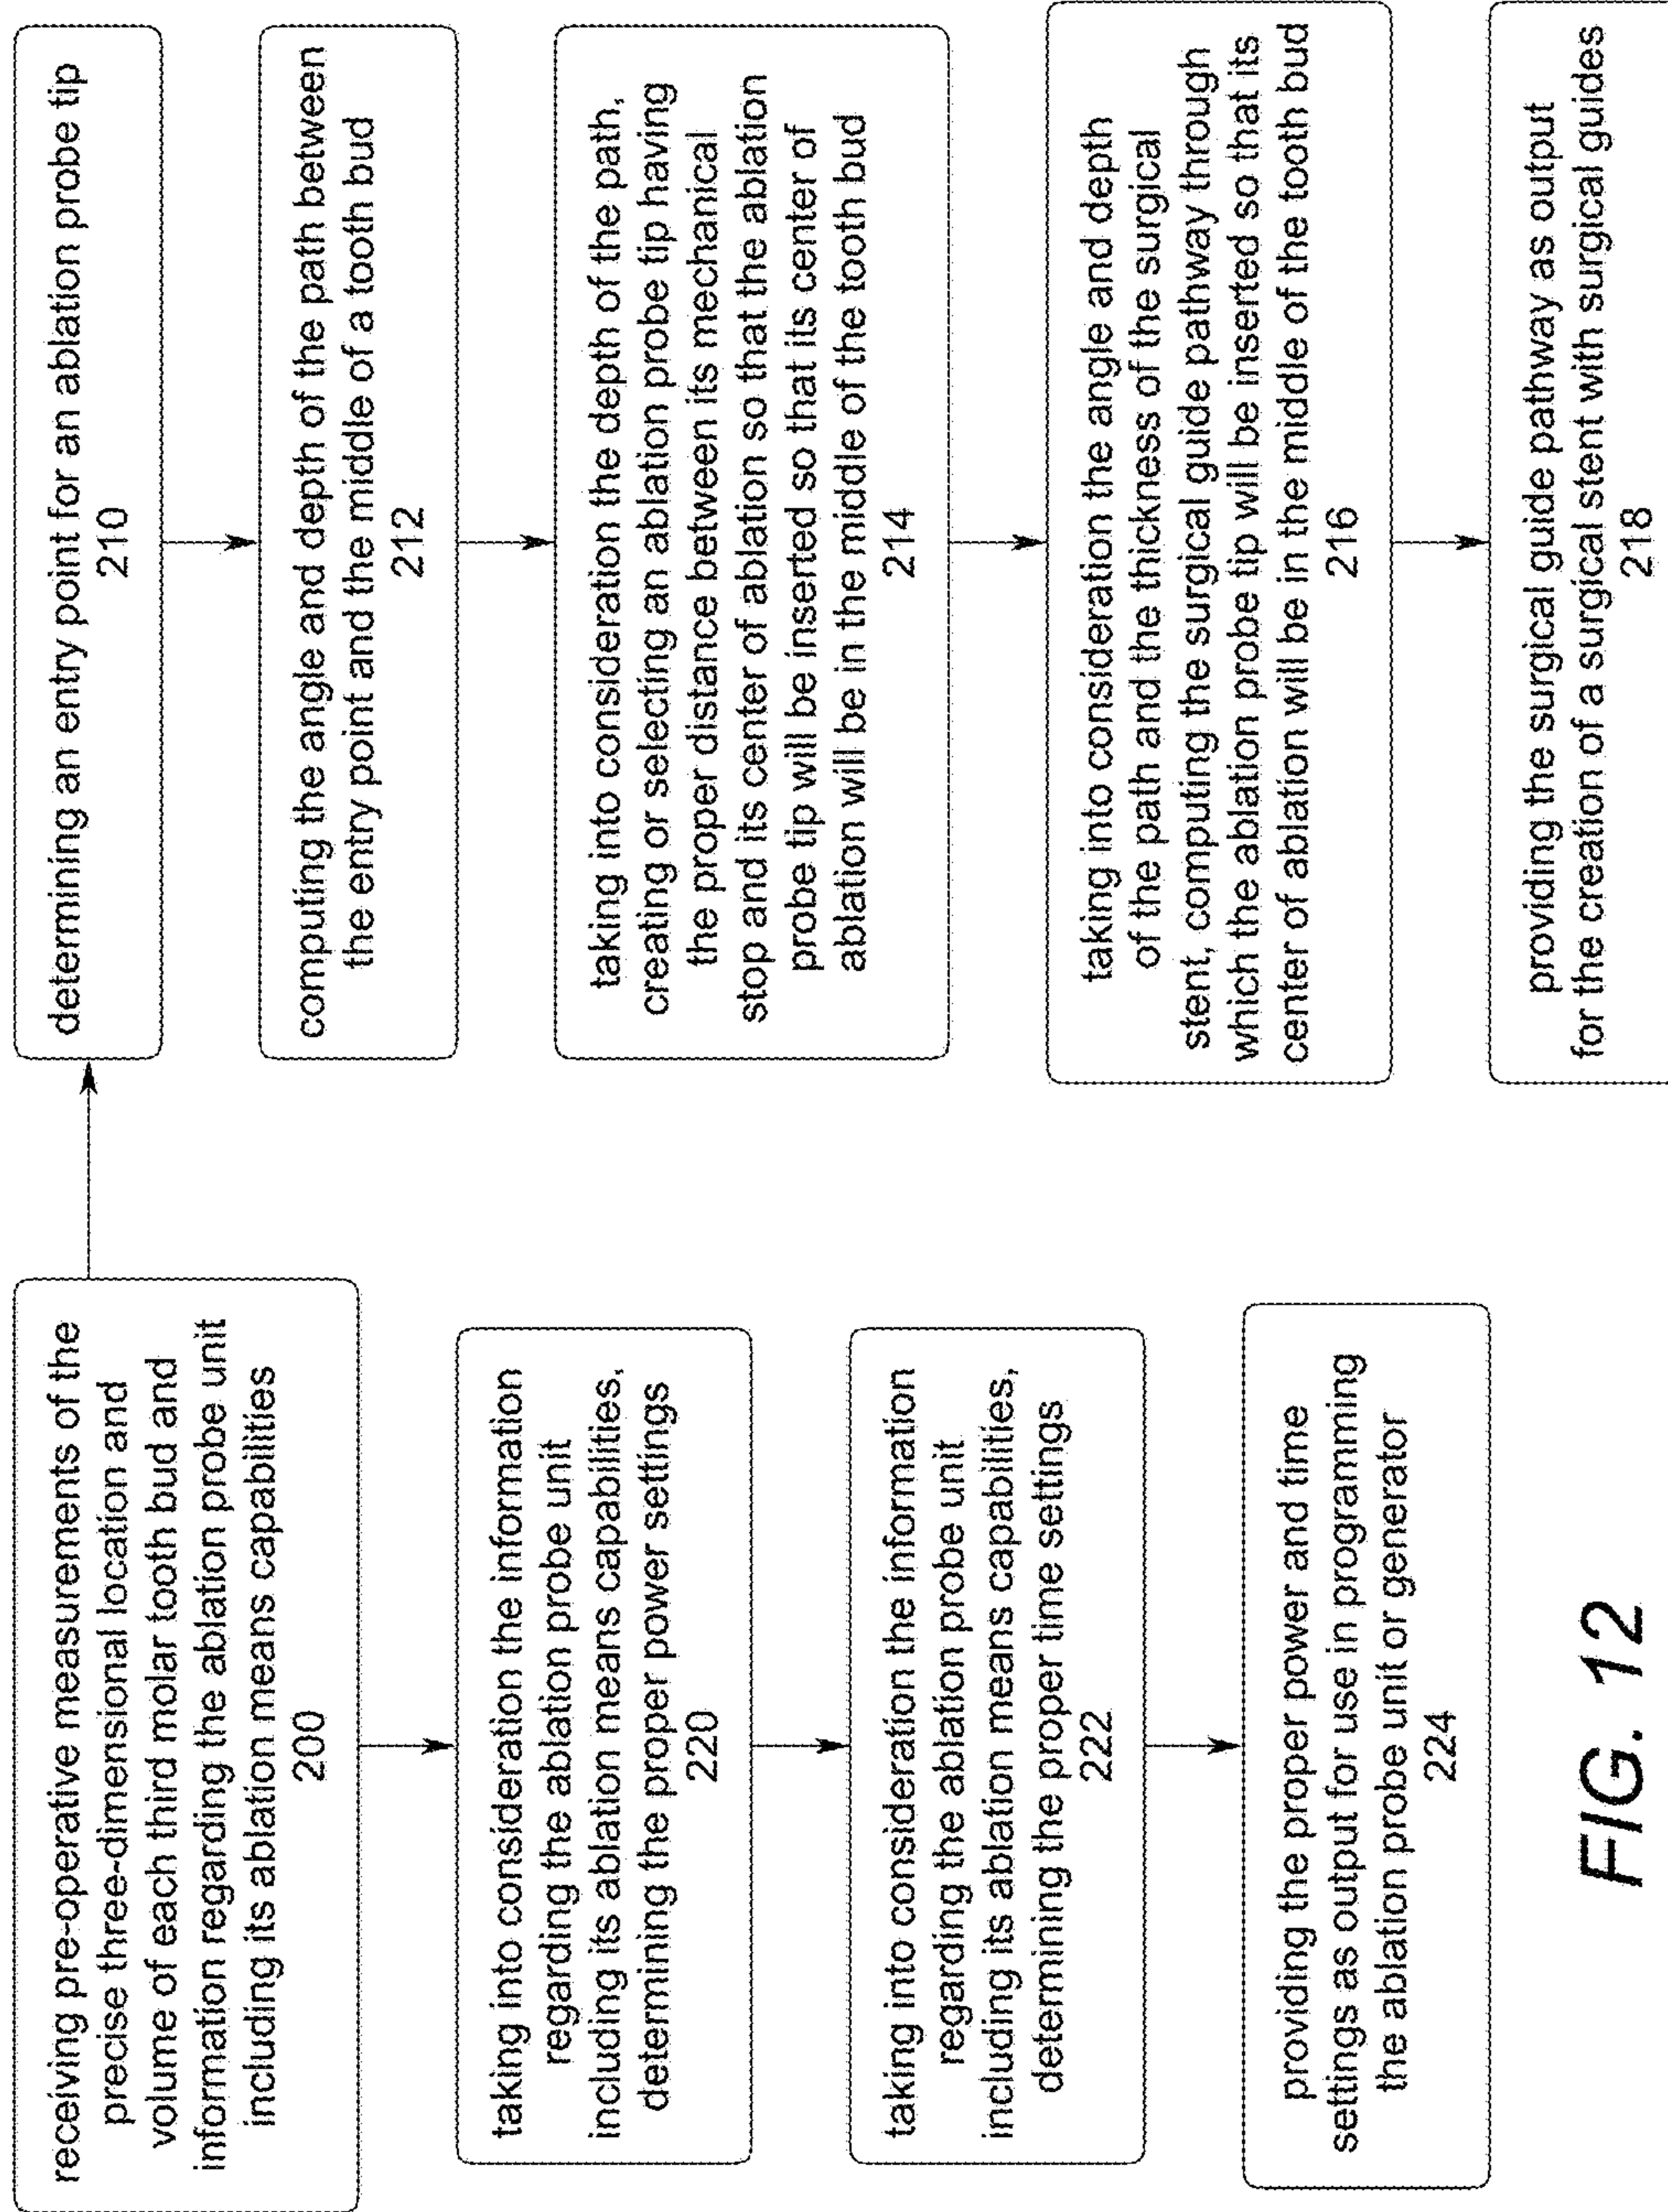 receiving pre-operative measurements of the
precise three-dimensional location and
volume of each third molar tooth bud and
information regarding the ablation probe unit
including its ablation means capabilities
200
taking into consideration the information
regarding the ablation probe unit
including its ablation means capabilities,
determining the proper power settings
220
taking into consideration the information
regarding the ablation probe unit
including its ablation means capabilities,
determining the proper time settings
222
providing the proper power and time
settings as output for use in programming
the ablation probe unit or generator
224
determining an entry point for an ablation probe tip
210
computing the angle and depth of the path between
the entry point and the middle of a tooth bud
212
taking into consideration the depth of the path,
creating or selecting an ablation probe tip having
the proper distance between its mechanical
stop and its center of ablation so that the ablation
probe tip will be inserted so that its center of
ablation will be in the middle of the tooth bud
214
taking into consideration the angle and depth
of the path and the thickness of the surgical
stent, computing the surgical guide pathway through
which the ablation probe tip will be inserted so that its
center of ablation will be in the middle of the tooth bud
216
providing the surgical guide pathway as output
for the creation of a surgical stent with surgical guides
218
FIG. 12